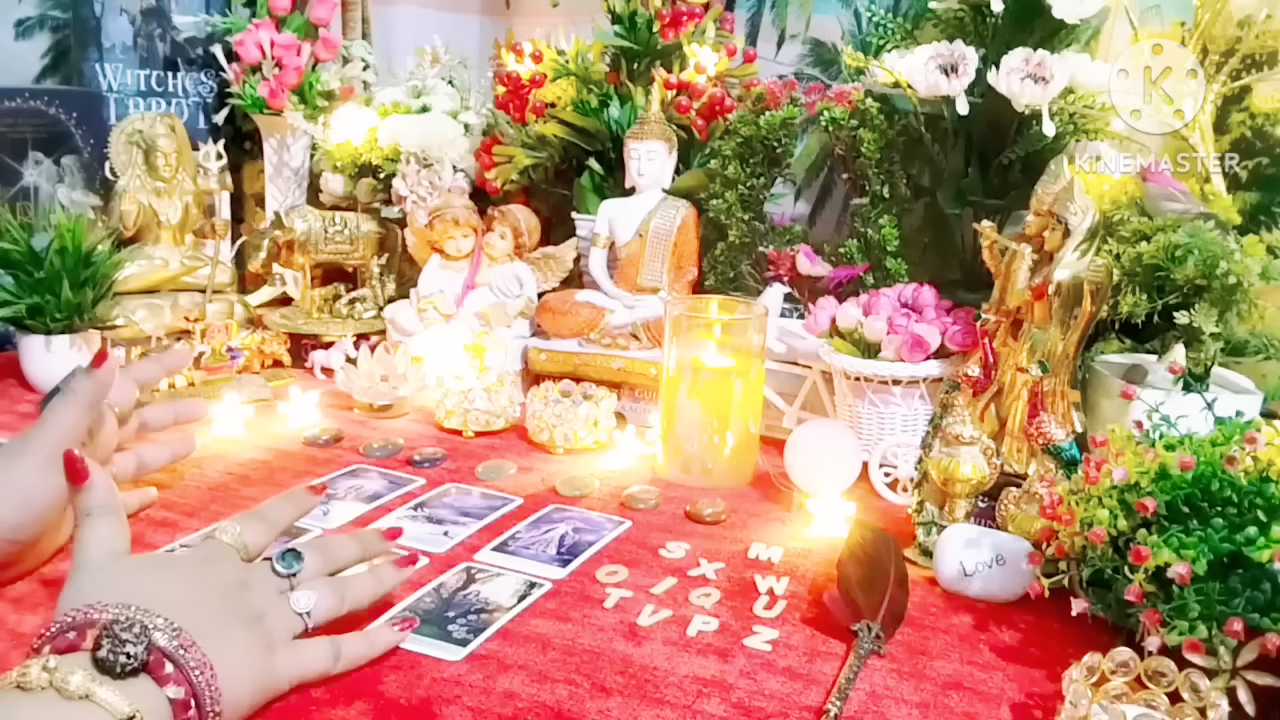 WITCHES
TAROT
K
KINEMASTER
Love
S X M
O I Q W
T V P U
Z